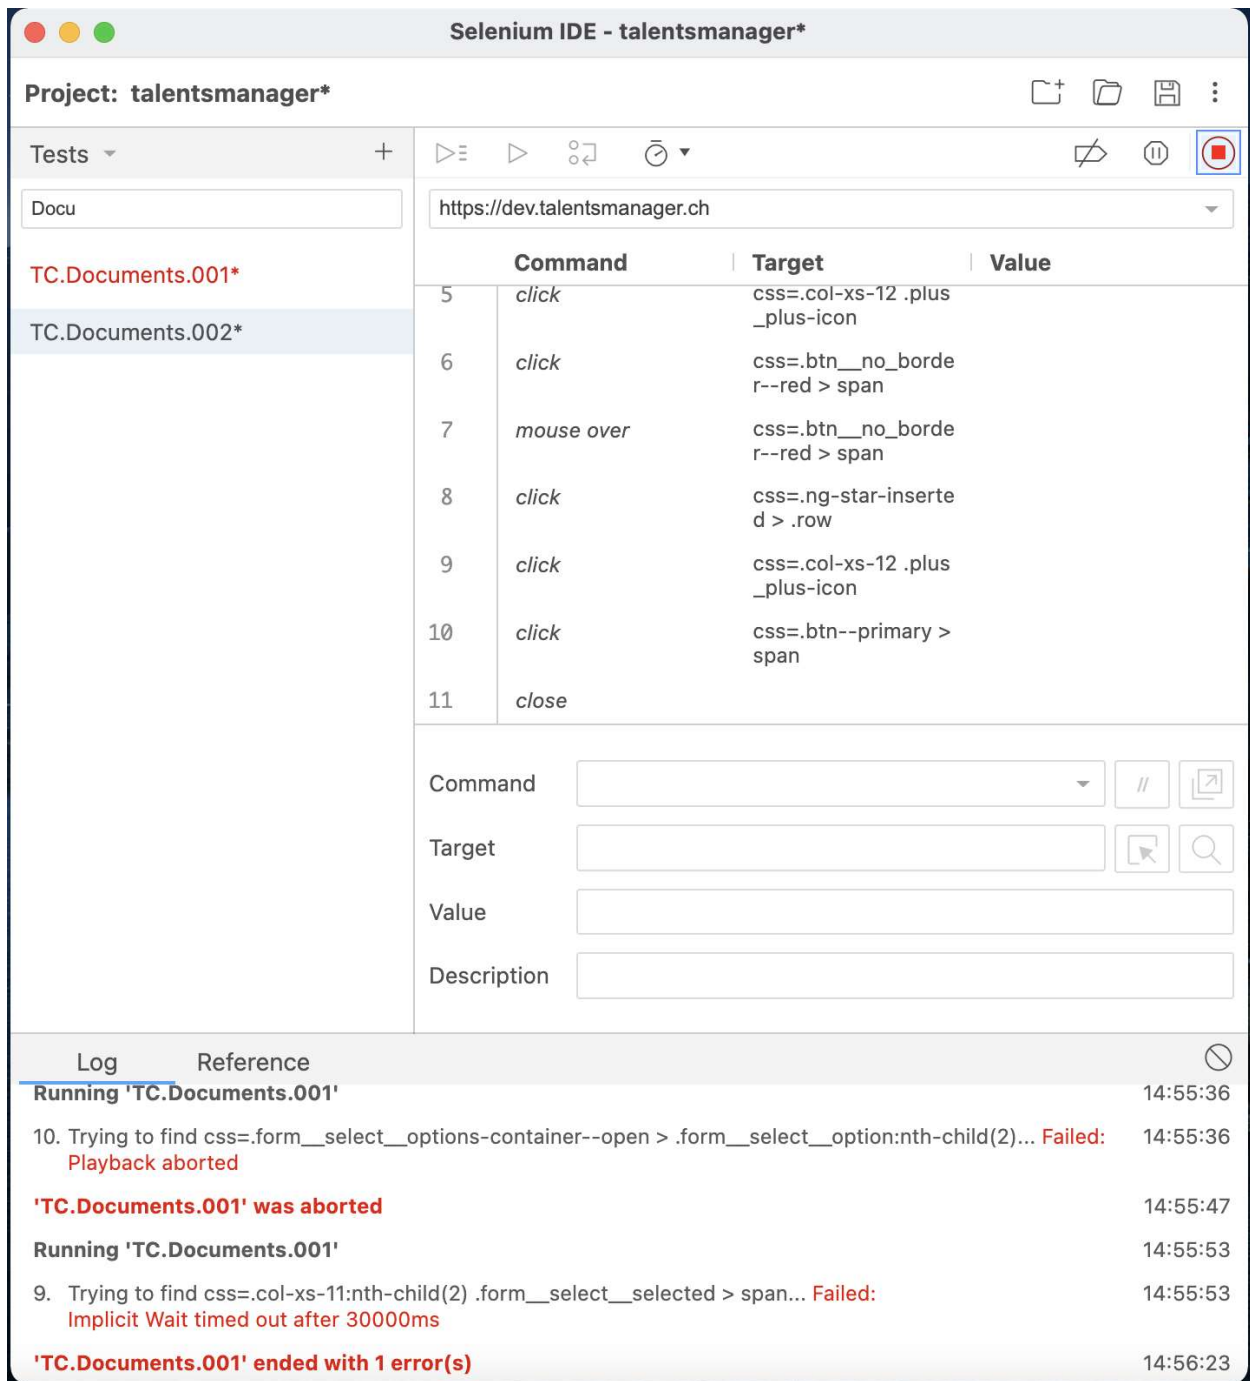 Selenium IDE - talentsmanager*
Project: talentsmanager*
Tests
Docu
TC.Documents.001*
TC.Documents.002*
https://dev.talentsmanager.ch
Command Target Value
5 click css=.col-xs-12 .plus
_plus-icon
6 click css=.btn__no_borde
r--red > span
7 mouse over css=.btn__no_borde
r--red > span
8 click css=.ng-star-inserte
d > .row
9 click css=.col-xs-12 .plus
_plus-icon
10 click css=.btn--primary >
span
11 close
Command //
Target
Value
Description
Log Reference
Running 'TC.Documents.001' 14:55:36
10. Trying to find css=.form__select__options-container--open > .form__select__option:nth-child(2)... Failed: 14:55:36
Playback aborted
'TC.Documents.001' was aborted 14:55:47
Running 'TC.Documents.001' 14:55:53
9. Trying to find css=.col-xs-11:nth-child(2) .form__select__selected > span... Failed: 14:55:53
Implicit Wait timed out after 30000ms
'TC.Documents.001' ended with 1 error(s) 14:56:23